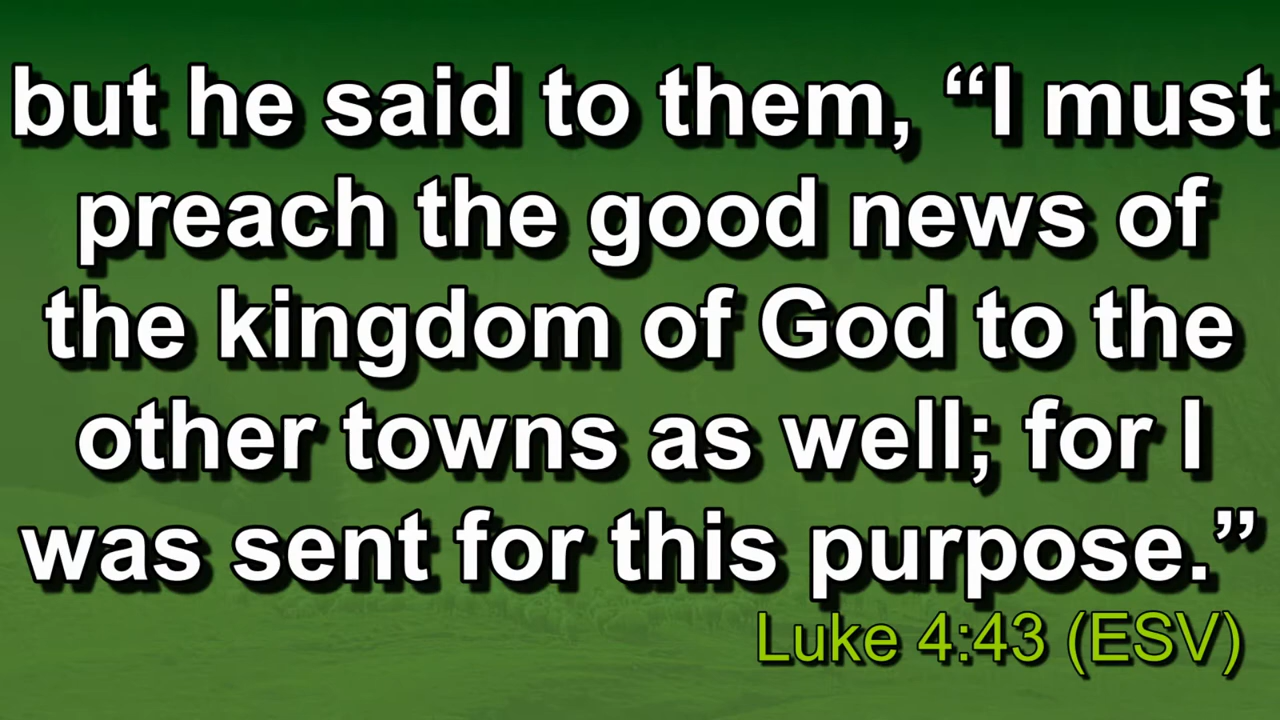 but he said to them, “I must
preach the good news of
the kingdom of God to the
other towns as well; for I
was sent for this purpose.”
Luke 4:43 (ESV)